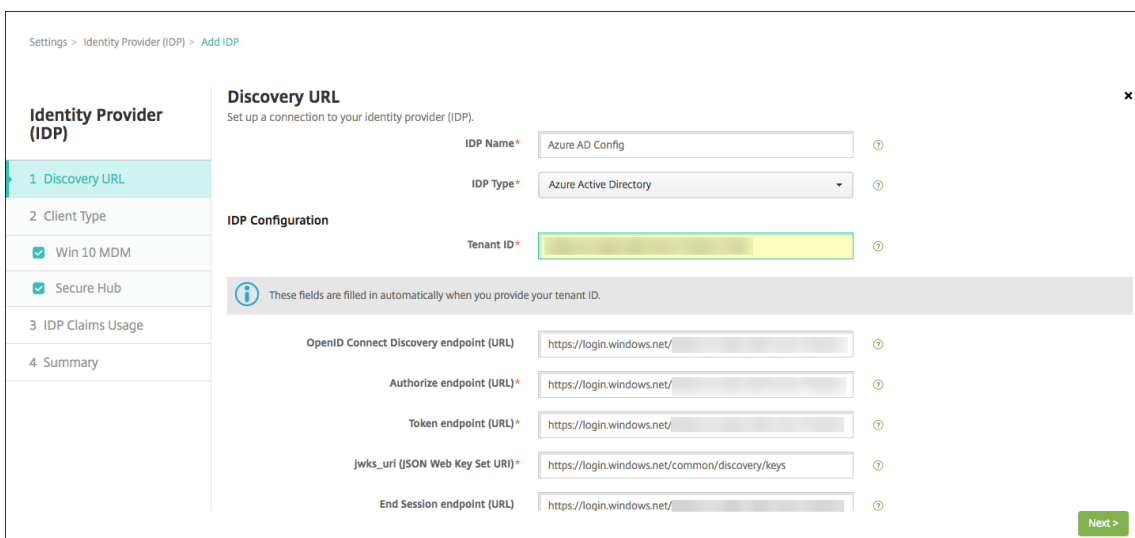 Settings > Identity Provider (IDP) > Add IDP
Identity Provider
(IDP)
1 Discovery URL
2 Client Type
Win 10 MDM
Secure Hub
3 IDP Claims Usage
4 Summary
Discovery URL
Set up a connection to your identity provider (IDP).
IDP Name* Azure AD Config
IDP Type* Azure Active Directory
IDP Configuration
Tenant ID*
These fields are filled in automatically when you provide your tenant ID.
OpenID Connect Discovery endpoint (URL) https://login.windows.net/
Authorize endpoint (URL)* https://login.windows.net/
Token endpoint (URL)* https://login.windows.net/
jwks_uri (JSON Web Key Set URI)* https://login.windows.net/common/discovery/keys
End Session endpoint (URL) https://login.windows.net/
Next >